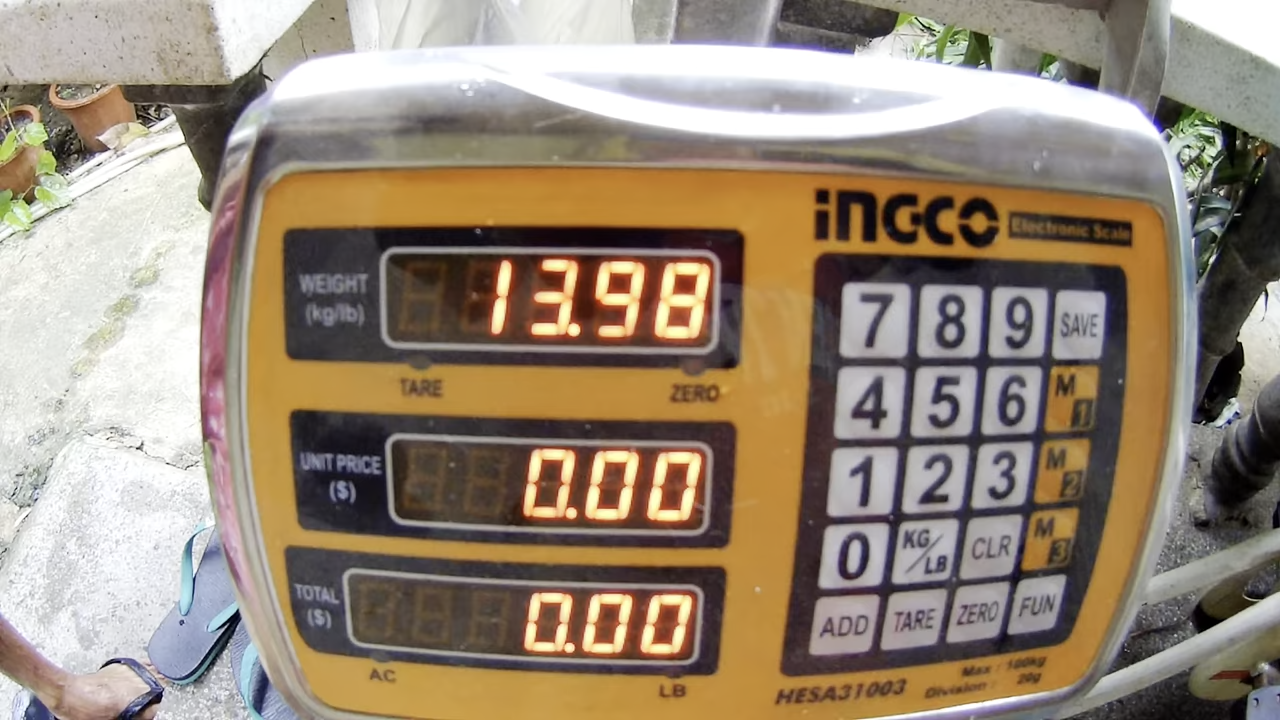 iNGCO Electronic Scale
WEIGHT
(kg/lb)
13.98
TARE ZERO
UNIT PRICE
($)
0.00
TOTAL
($)
0.00
AC LB
7 8 9 SAVE
4 5 6 M1
1 2 3 M2
0 KG/LB CLR M3
ADD TARE ZERO FUN
HESA31003
Max : 100kg
Division : 20g